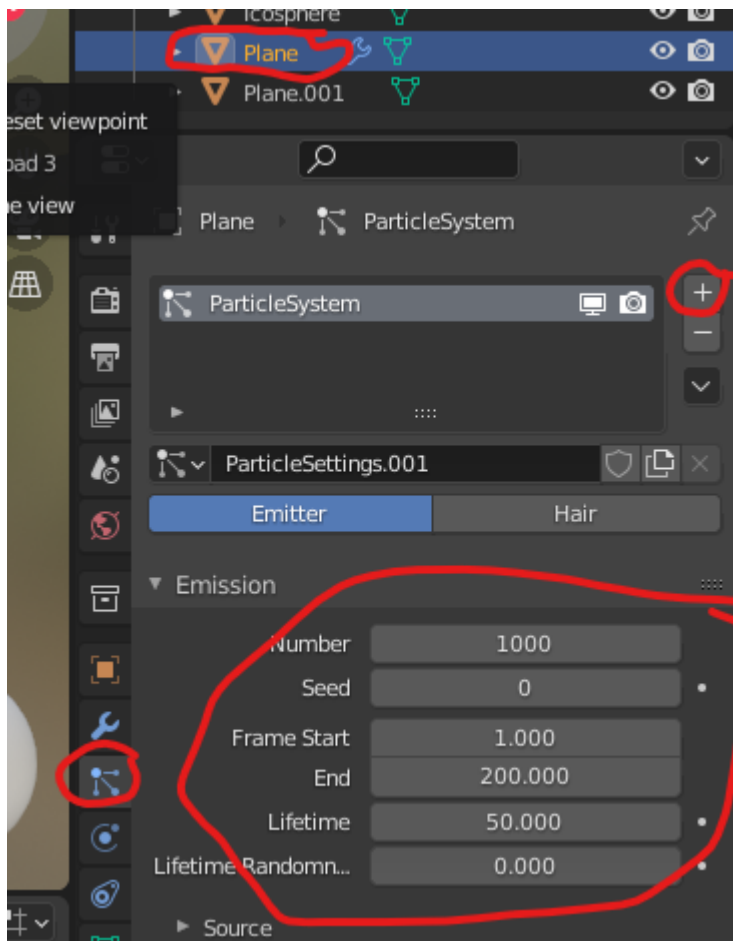 Icosphere
Plane
Plane.001
eset viewpoint
pad 3
ne view
Plane
ParticleSystem
ParticleSystem
ParticleSettings.001
Emitter
Hair
Emission
Number
1000
Seed
0
Frame Start
1.000
End
200.000
Lifetime
50.000
Lifetime Randomn...
0.000
Source